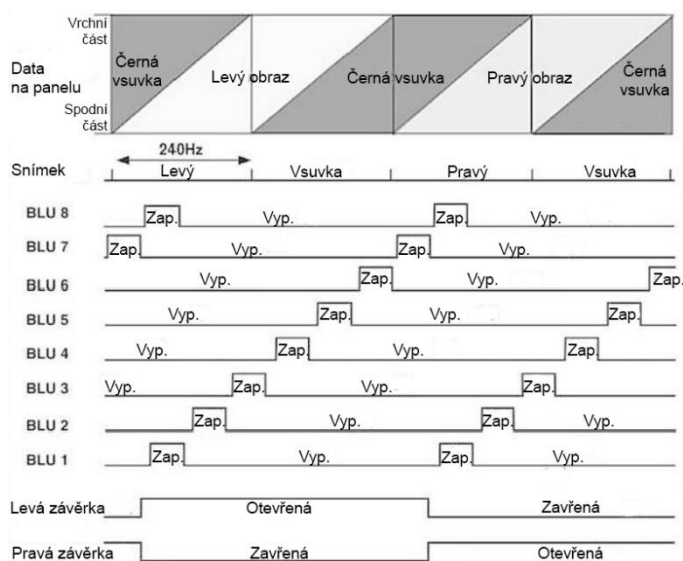 Vrchní
část
Data
na panelu
Spodní
část
Černá
vsuvka
Levý obraz
Černá vsuvka
Pravý obraz
Černá
vsuvka
240Hz
Snímek
Levý
Vsuvka
Pravý
Vsuvka
BLU 8
Zap.
Vyp.
Zap.
Vyp.
BLU 7
Zap.
Vyp.
Zap.
Vyp.
BLU 6
Vyp.
Zap.
Vyp.
Zap.
BLU 5
Vyp.
Zap.
Vyp.
Zap.
BLU 4
Vyp.
Zap.
Vyp.
Zap.
BLU 3
Vyp.
Zap.
Vyp.
Zap.
BLU 2
Zap.
Vyp.
Zap.
Vyp.
BLU 1
Zap.
Vyp.
Zap.
Vyp.
Levá závěrka
Otevřená
Zavřená
Pravá závěrka
Zavřená
Otevřená